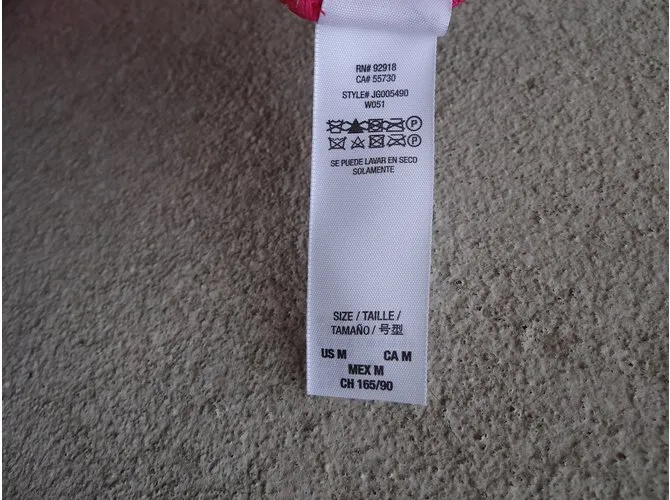 RN# 92918
CA# 55730
STYLE# JG005490
W051
P
P
SE PUEDE LAVAR EN SECO
SOLAMENTE
SIZE / TAILLE /
TAMAÑO / 号型
US M CA M
MEX M
CH 165/90